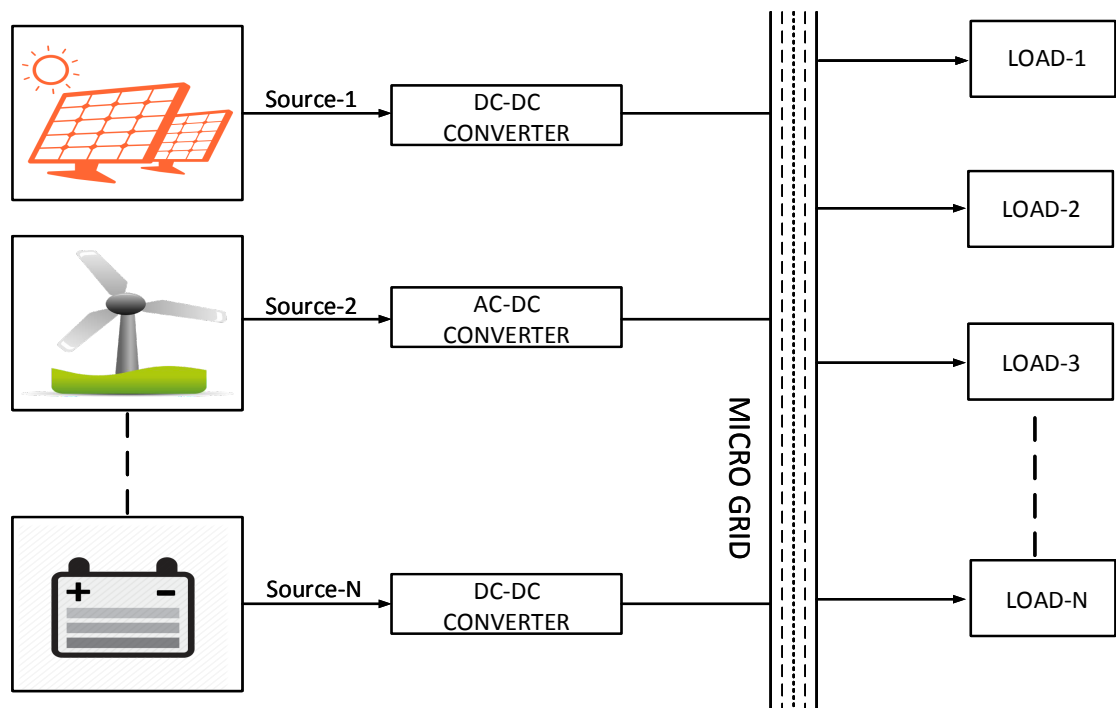 Source-1
DC-DC
CONVERTER
LOAD-1
LOAD-2
Source-2
AC-DC
CONVERTER
LOAD-3
MICRO GRID
+ -
Source-N
DC-DC
CONVERTER
LOAD-N